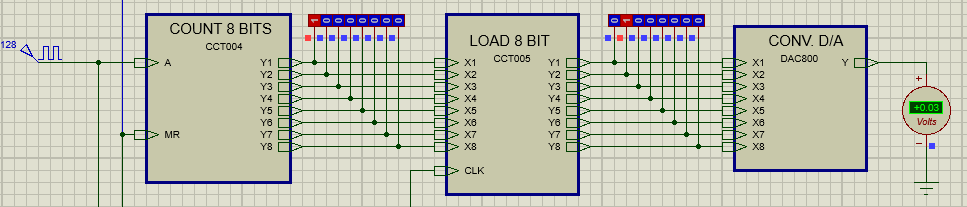 COUNT 8 BITS
CCT004
128
A
MR
Y1
Y2
Y3
Y4
Y5
Y6
Y7
Y8
1 0 0 0 0 0 0 0
LOAD 8 BIT
CCT005
X1
X2
X3
X4
X5
X6
X7
X8
CLK
Y1
Y2
Y3
Y4
Y5
Y6
Y7
Y8
0 1 0 0 0 0 0 0
CONV. D/A
DAC800
X1
X2
X3
X4
X5
X6
X7
X8
Y
+
+0.03
Volts
−